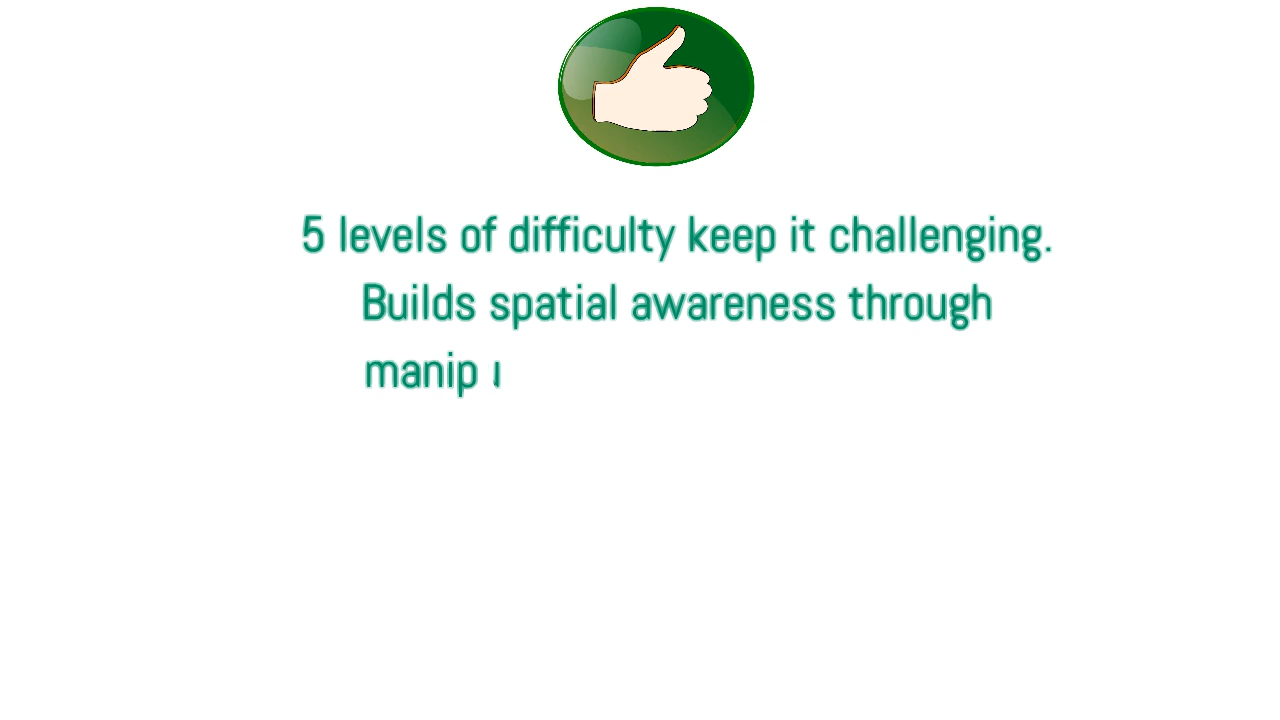 5 levels of difficulty keep it challenging.
Builds spatial awareness through
manip